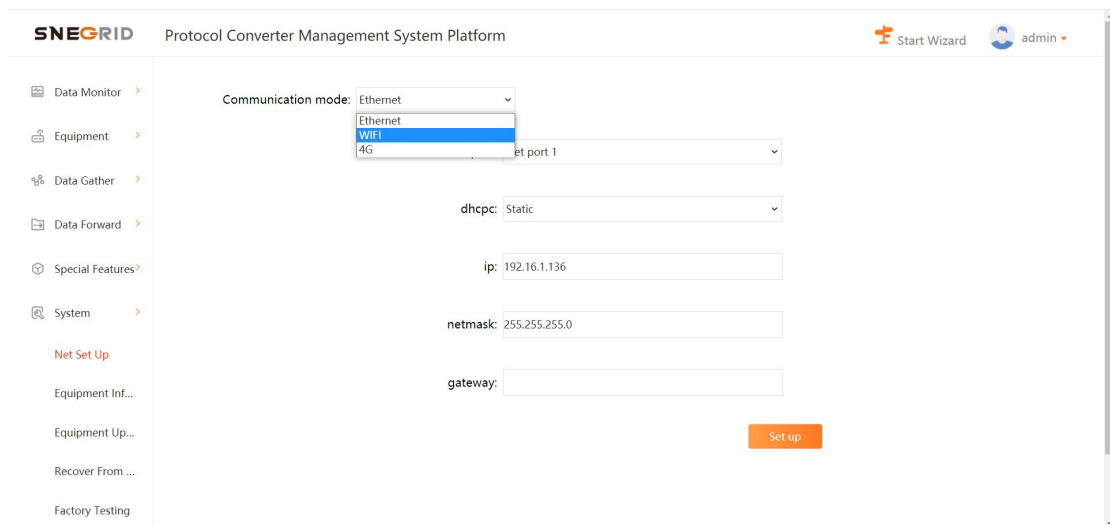 SNEGRID
Protocol Converter Management System Platform
Start Wizard
admin
Data Monitor
Equipment
Data Gather
Data Forward
Special Features
System
Net Set Up
Equipment Inf...
Equipment Up...
Recover From ...
Factory Testing
Communication mode: Ethernet
Ethernet
WIFI
4G
et port 1
dhcpc: Static
ip: 192.16.1.136
netmask: 255.255.255.0
gateway:
Set up